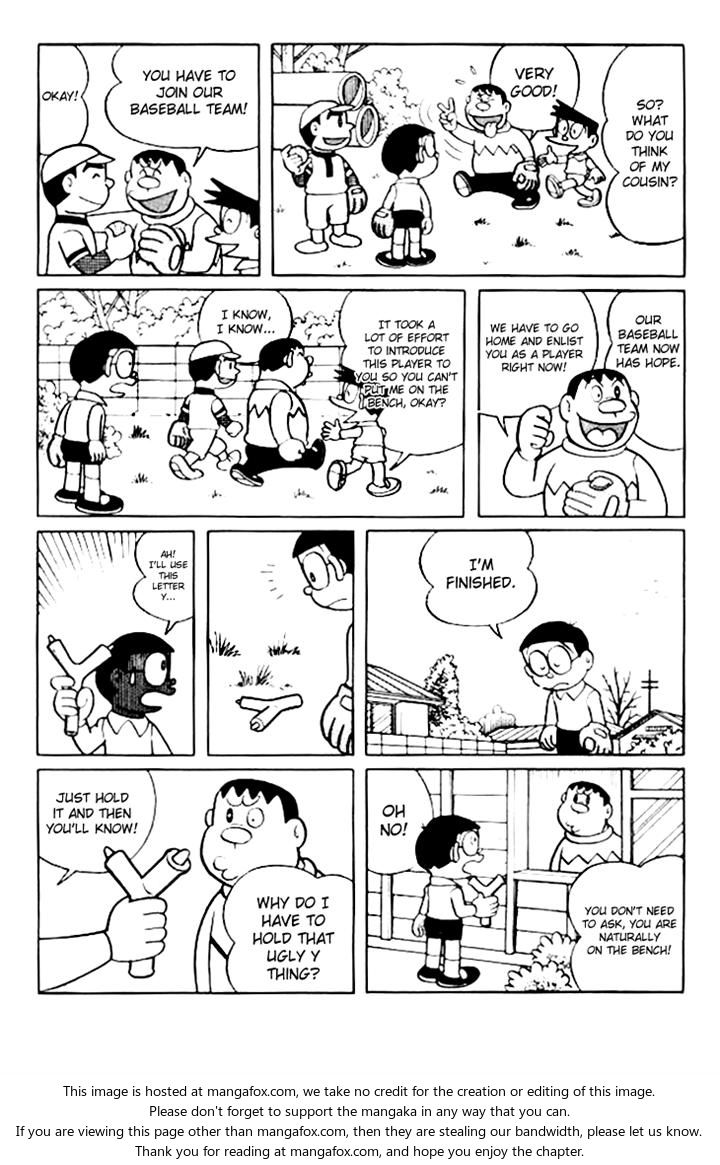 OKAY!
YOU HAVE TO
JOIN OUR
BASEBALL TEAM!
VERY
GOOD!
SO?
WHAT
DO YOU
THINK
OF MY
COUSIN?
I KNOW,
I KNOW...
IT TOOK A
LOT OF EFFORT
TO INTRODUCE
THIS PLAYER TO
YOU SO YOU CAN'T
PUT ME ON THE
BENCH, OKAY?
WE HAVE TO GO
HOME AND ENLIST
YOU AS A PLAYER
RIGHT NOW!
OUR
BASEBALL
TEAM NOW
HAS HOPE.
AH!
I'LL USE
THIS
LETTER
Y...
I'M
FINISHED.
JUST HOLD
IT AND THEN
YOU'LL KNOW!
WHY DO I
HAVE TO
HOLD THAT
UGLY Y
THING?
OH
NO!
YOU DON'T NEED
TO ASK, YOU ARE
NATURALLY
ON THE BENCH!
This image is hosted at mangafox.com, we take no credit for the creation or editing of this image.
Please don't forget to support the mangaka in any way that you can.
If you are viewing this page other than mangafox.com, then they are stealing our bandwidth, please let us know.
Thank you for reading at mangafox.com, and hope you enjoy the chapter.